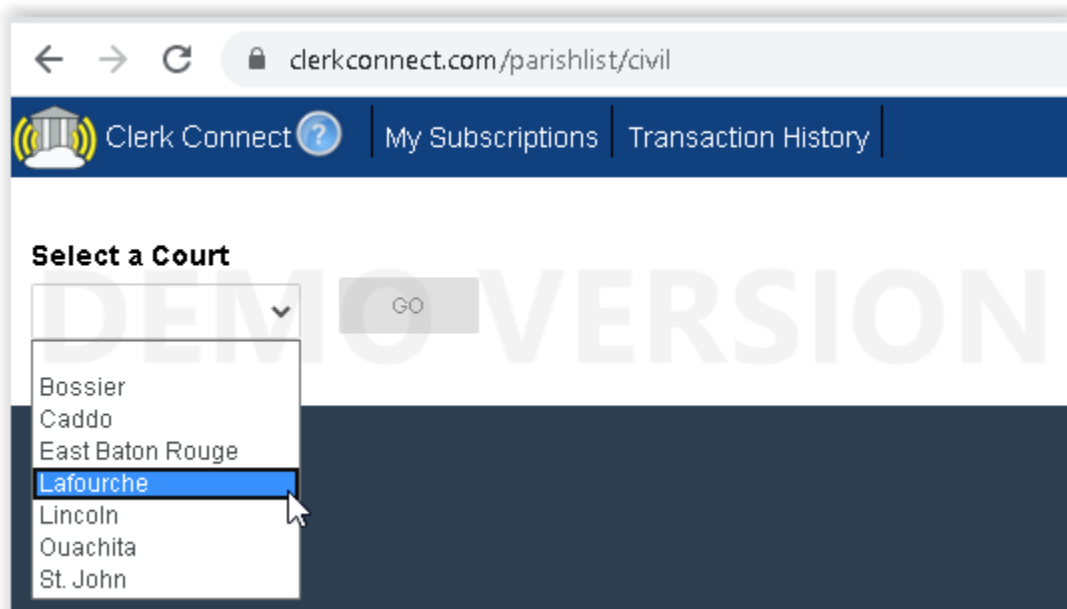 clerkconnect.com/parishlist/civil
Clerk Connect ? My Subscriptions Transaction History
Select a Court
GO
DEMO VERSION
Bossier
Caddo
East Baton Rouge
Lafourche
Lincoln
Ouachita
St. John